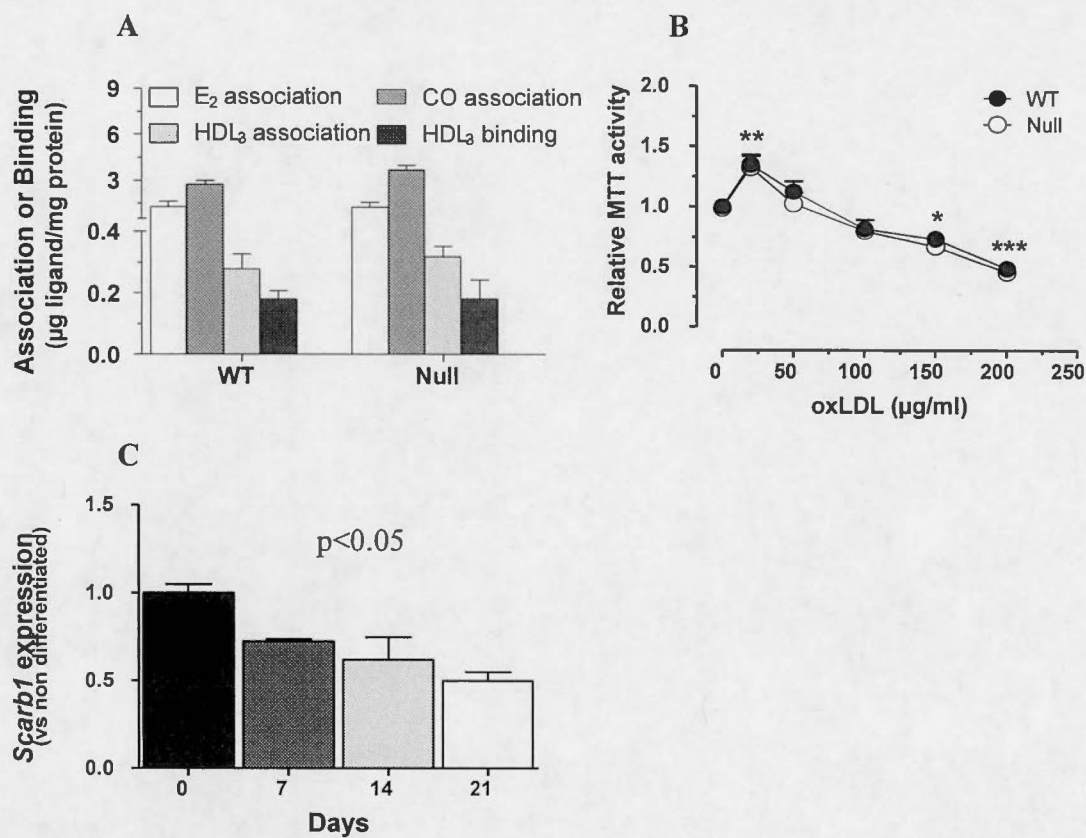 A
Association or Binding
(µg ligand/mg protein)
9
6
3
0.4
0.2
0.0
E₂ association
CO association
HDL₃ association
HDL₃ binding
WT
Null
B
Relative MTT activity
2.0
1.5
1.0
0.5
0.0
WT
Null
**
*
***
0
50
100
150
200
250
oxLDL (µg/ml)
C
Scarb1 expression
(vs non differentiated)
1.5
1.0
0.5
0.0
p<0.05
0
7
14
21
Days